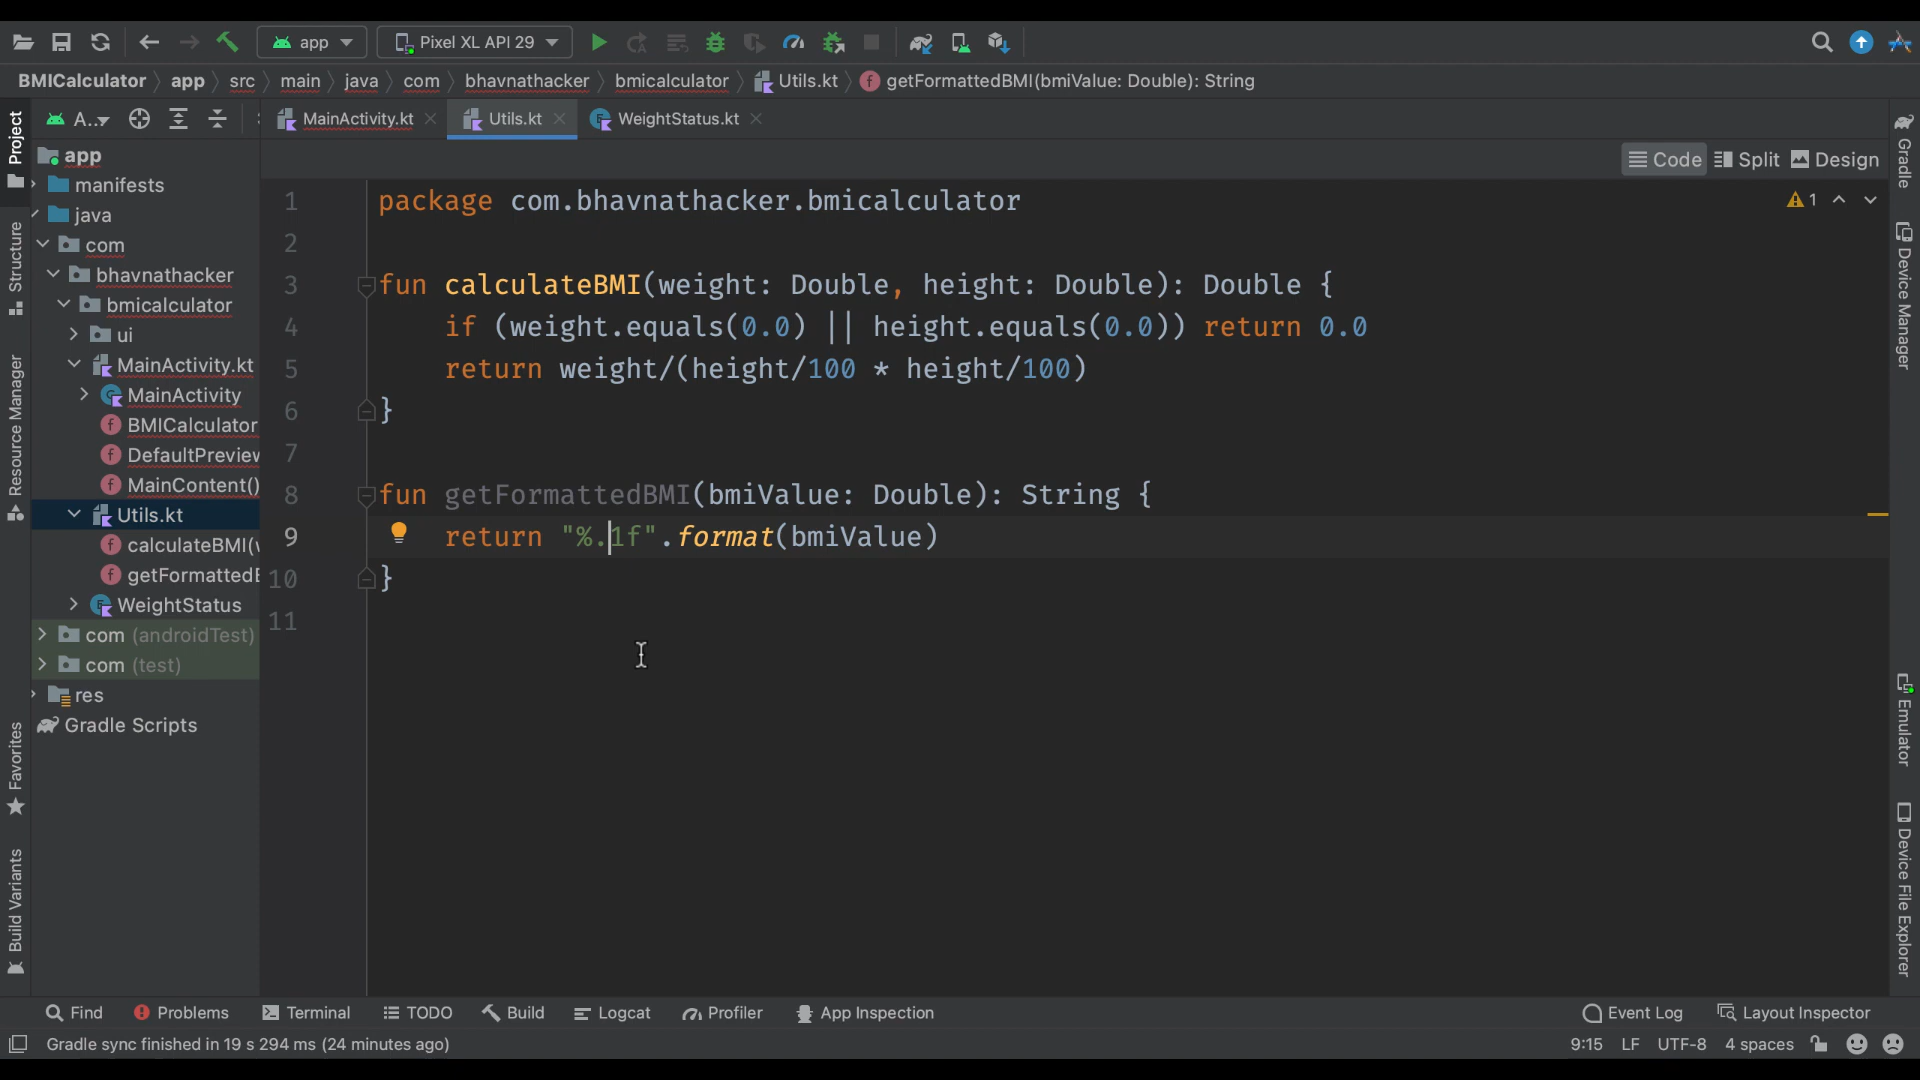 app
Pixel XL API 29
BMICalculator app src main java com bhavnathacker bmicalculator Utils.kt getFormattedBMI(bmiValue: Double): String
Project
A..
MainActivity.kt
Utils.kt
WeightStatus.kt
Code
Split
Design
app
manifests
java
com
bhavnathacker
bmicalculator
ui
MainActivity.kt
MainActivity
BMICalculator
DefaultPreview
MainContent()
Utils.kt
calculateBMI(
getFormatted
WeightStatus
com (androidTest)
com (test)
res
Gradle Scripts
Structure
Resource Manager
Favorites
Build Variants
1 package com.bhavnathacker.bmicalculator
2
3 fun calculateBMI(weight: Double, height: Double): Double {
4 if (weight.equals(0.0) || height.equals(0.0)) return 0.0
5 return weight/(height/100 * height/100)
6 }
7
8 fun getFormattedBMI(bmiValue: Double): String {
9 return "%.1f".format(bmiValue)
10 }
11
1
Gradle
Device Manager
Emulator
Device File Explorer
Find
Problems
Terminal
TODO
Build
Logcat
Profiler
App Inspection
Event Log
Layout Inspector
Gradle sync finished in 19 s 294 ms (24 minutes ago)
9:15 LF UTF-8 4 spaces